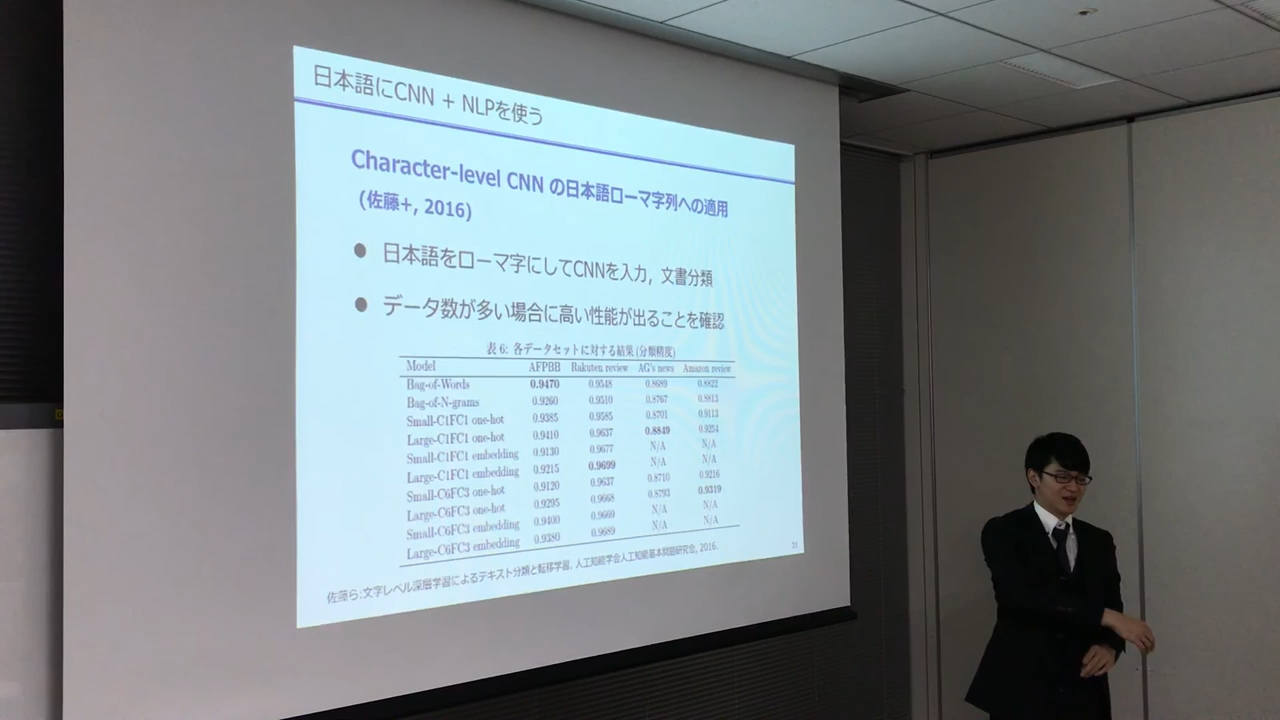 日本語にCNN + NLPを使う
Character-level CNN の日本語ローマ字列への適用
(佐藤+, 2016)
● 日本語をローマ字にしてCNNを入力，文書分類
● データ数が多い場合に高い性能が出ることを確認
表 6: 各データセットに対する結果 (分類精度)
Model AFPBB Rakuten review AG's news Amazon review
Bag-of-Words 0.9470 0.9548 0.8689 0.8822
Bag-of-N-grams 0.9260 0.9510 0.8767 0.8813
Small-C1FC1 one-hot 0.9385 0.9585 0.8701 0.9113
Large-C1FC1 one-hot 0.9410 0.9637 0.8849 0.9254
Small-C1FC1 embedding 0.9130 0.9677 N/A N/A
Large-C1FC1 embedding 0.9215 0.9699 N/A N/A
Small-C6FC3 one-hot 0.9120 0.9637 0.8710 0.9216
Large-C6FC3 one-hot 0.9295 0.9668 0.8793 0.9319
Small-C6FC3 embedding 0.9400 0.9669 N/A N/A
Large-C6FC3 embedding 0.9380 0.9689 N/A N/A
佐藤ら:文字レベル深層学習によるテキスト分類と転移学習, 人工知能学会人工知能基本問題研究会, 2016.
31